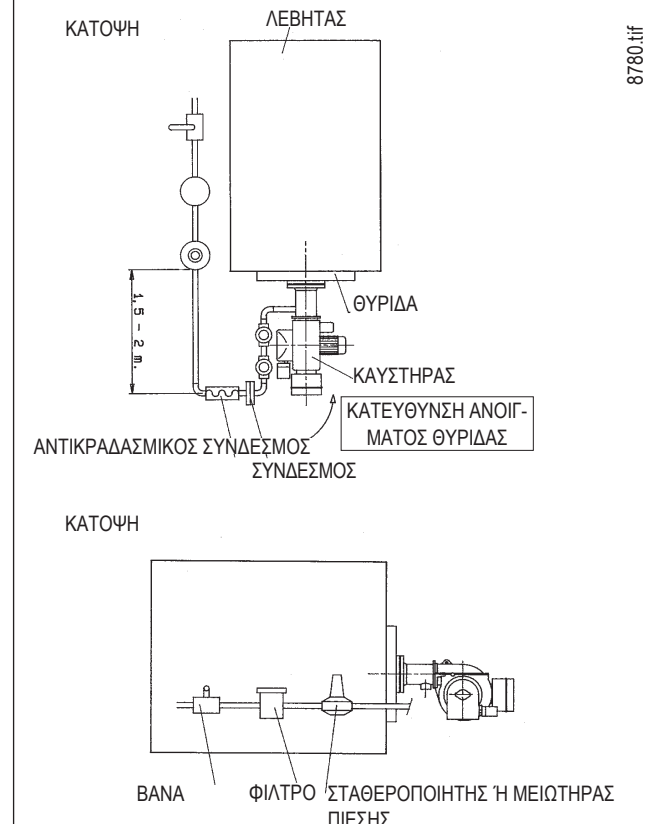 ΚΑΤΟΨΗ
ΛΕΒΗΤΑΣ
8780.tif
ΘΥΡΙΔΑ
1,5 – 2 m.
ΚΑΥΣΤΗΡΑΣ
ΚΑΤΕΥΘΥΝΣΗ ΑΝΟΙΓ-
ΜΑΤΟΣ ΘΥΡΙΔΑΣ
ΑΝΤΙΚΡΑΔΑΣΜΙΚΟΣ ΣΥΝΔΕΣΜΟΣ
ΣΥΝΔΕΣΜΟΣ
ΚΑΤΟΨΗ
ΒΑΝΑ
ΦΙΛΤΡΟ
ΣΤΑΘΕΡΟΠΟΙΗΤΗΣ Ή ΜΕΙΩΤΗΡΑΣ
ΠΙΕΣΗΣ